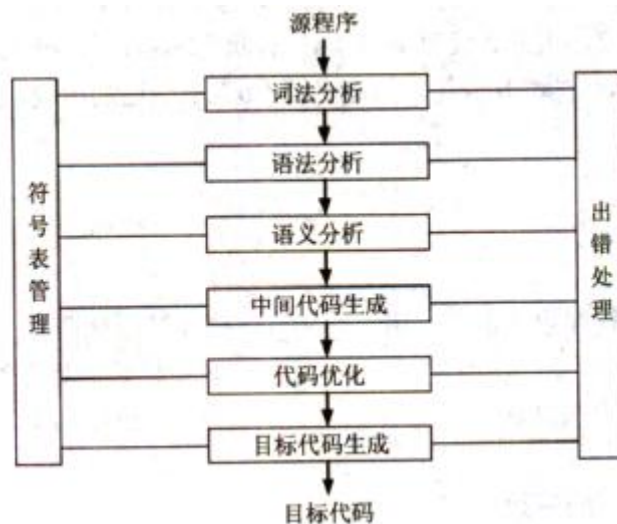 源程序
词法分析
语法分析
语义分析
中间代码生成
代码优化
目标代码生成
目标代码
符号表管理
出错处理